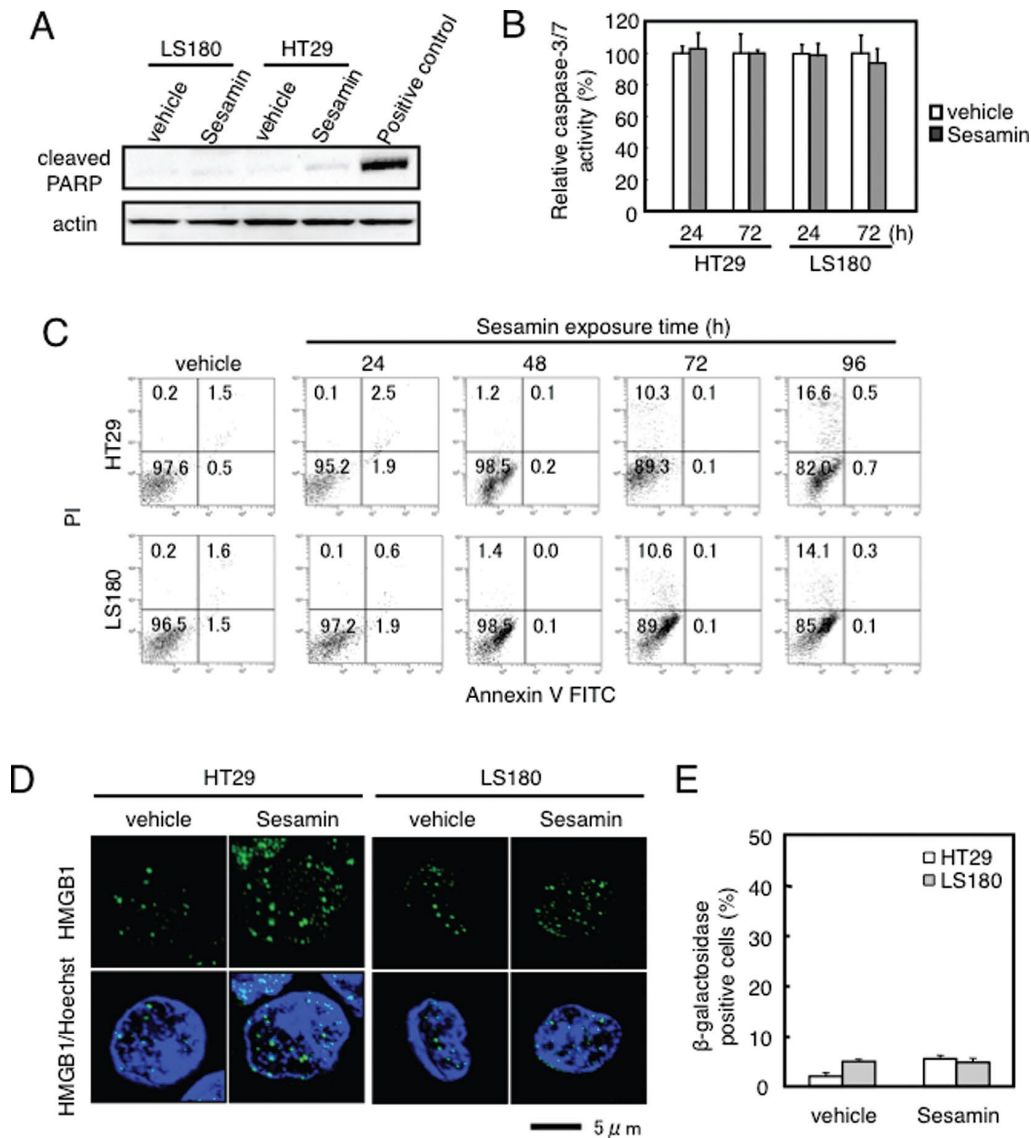 A
LS180 HT29
vehicle Sesamin vehicle Sesamin Positive control
cleaved PARP
actin
B
Relative caspase-3/7 activity (%)
120
100
80
60
40
20
0
24 72 24 72 (h)
HT29 LS180
vehicle
Sesamin
C
Sesamin exposure time (h)
vehicle 24 48 72 96
HT29
0.2 1.5 0.1 2.5 1.2 0.1 10.3 0.1 16.6 0.5
97.6 0.5 95.2 1.9 98.5 0.2 89.3 0.1 82.0 0.7
PI
LS180
0.2 1.6 0.1 0.6 1.4 0.0 10.6 0.1 14.1 0.3
96.5 1.5 97.2 1.9 98.5 0.1 89 0.1 85 0.1
Annexin V FITC
D
HT29 LS180
vehicle Sesamin vehicle Sesamin
HMGB1
HMGB1/Hoechst
5 μm
E
β-galactosidase positive cells (%)
50
40
30
20
10
0
HT29
LS180
vehicle Sesamin